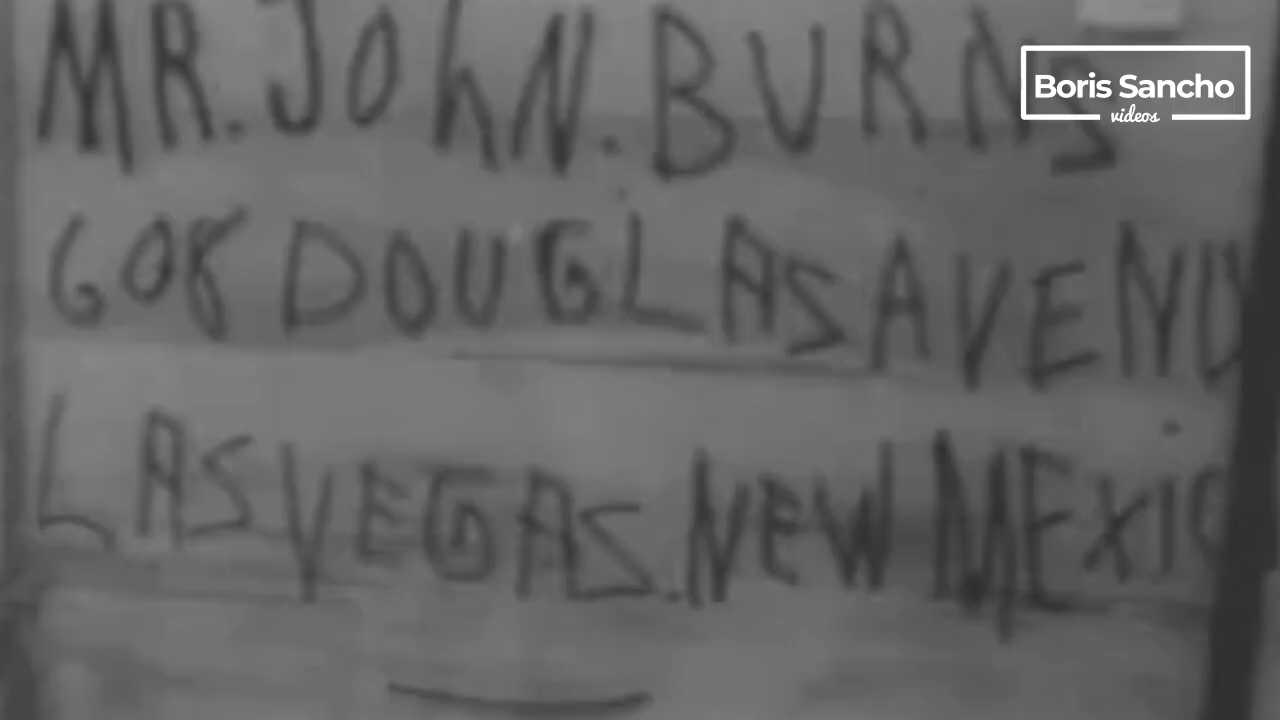 MR. JOHN. BURNS
608 DOUGLAS AVENU
LAS VEGAS. NEW MEXIC
Boris Sancho
videos